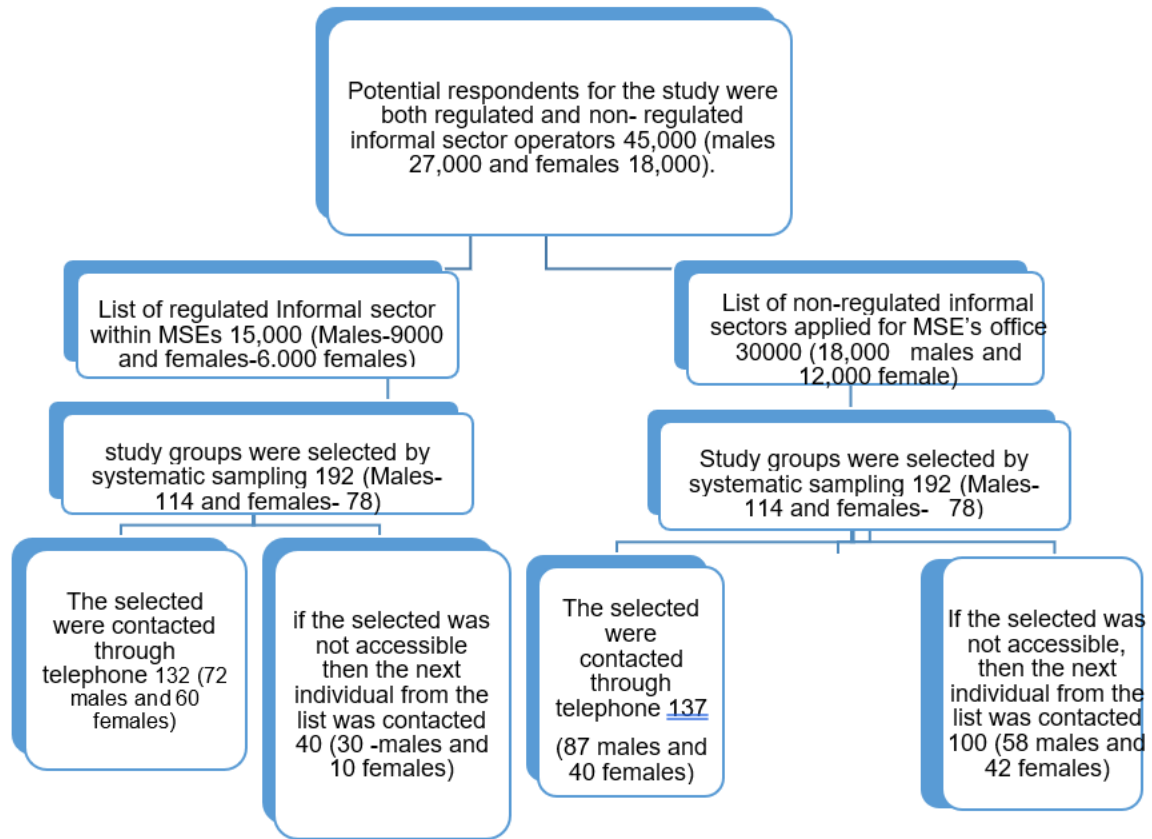 Potential respondents for the study were
both regulated and non- regulated
informal sector operators 45,000 (males
27,000 and females 18,000).
List of regulated Informal sector
within MSEs 15,000 (Males-9000
and females-6.000 females)
List of non-regulated informal
sectors applied for MSE's office
30000 (18,000 males and
12,000 female)
study groups were selected by
systematic sampling 192 (Males-
114 and females- 78)
Study groups were selected by
systematic sampling 192 (Males-
114 and females- 78)
The selected
were contacted
through
telephone 132 (72
males and 60
females)
if the selected was
not accessible
then the next
individual from the
list was contacted
40 (30 -males and
10 females)
The selected
were
contacted
through
telephone 137
(87 males and
40 females)
If the selected was
not accessible,
then the next
individual from the
list was contacted
100 (58 males and
42 females)